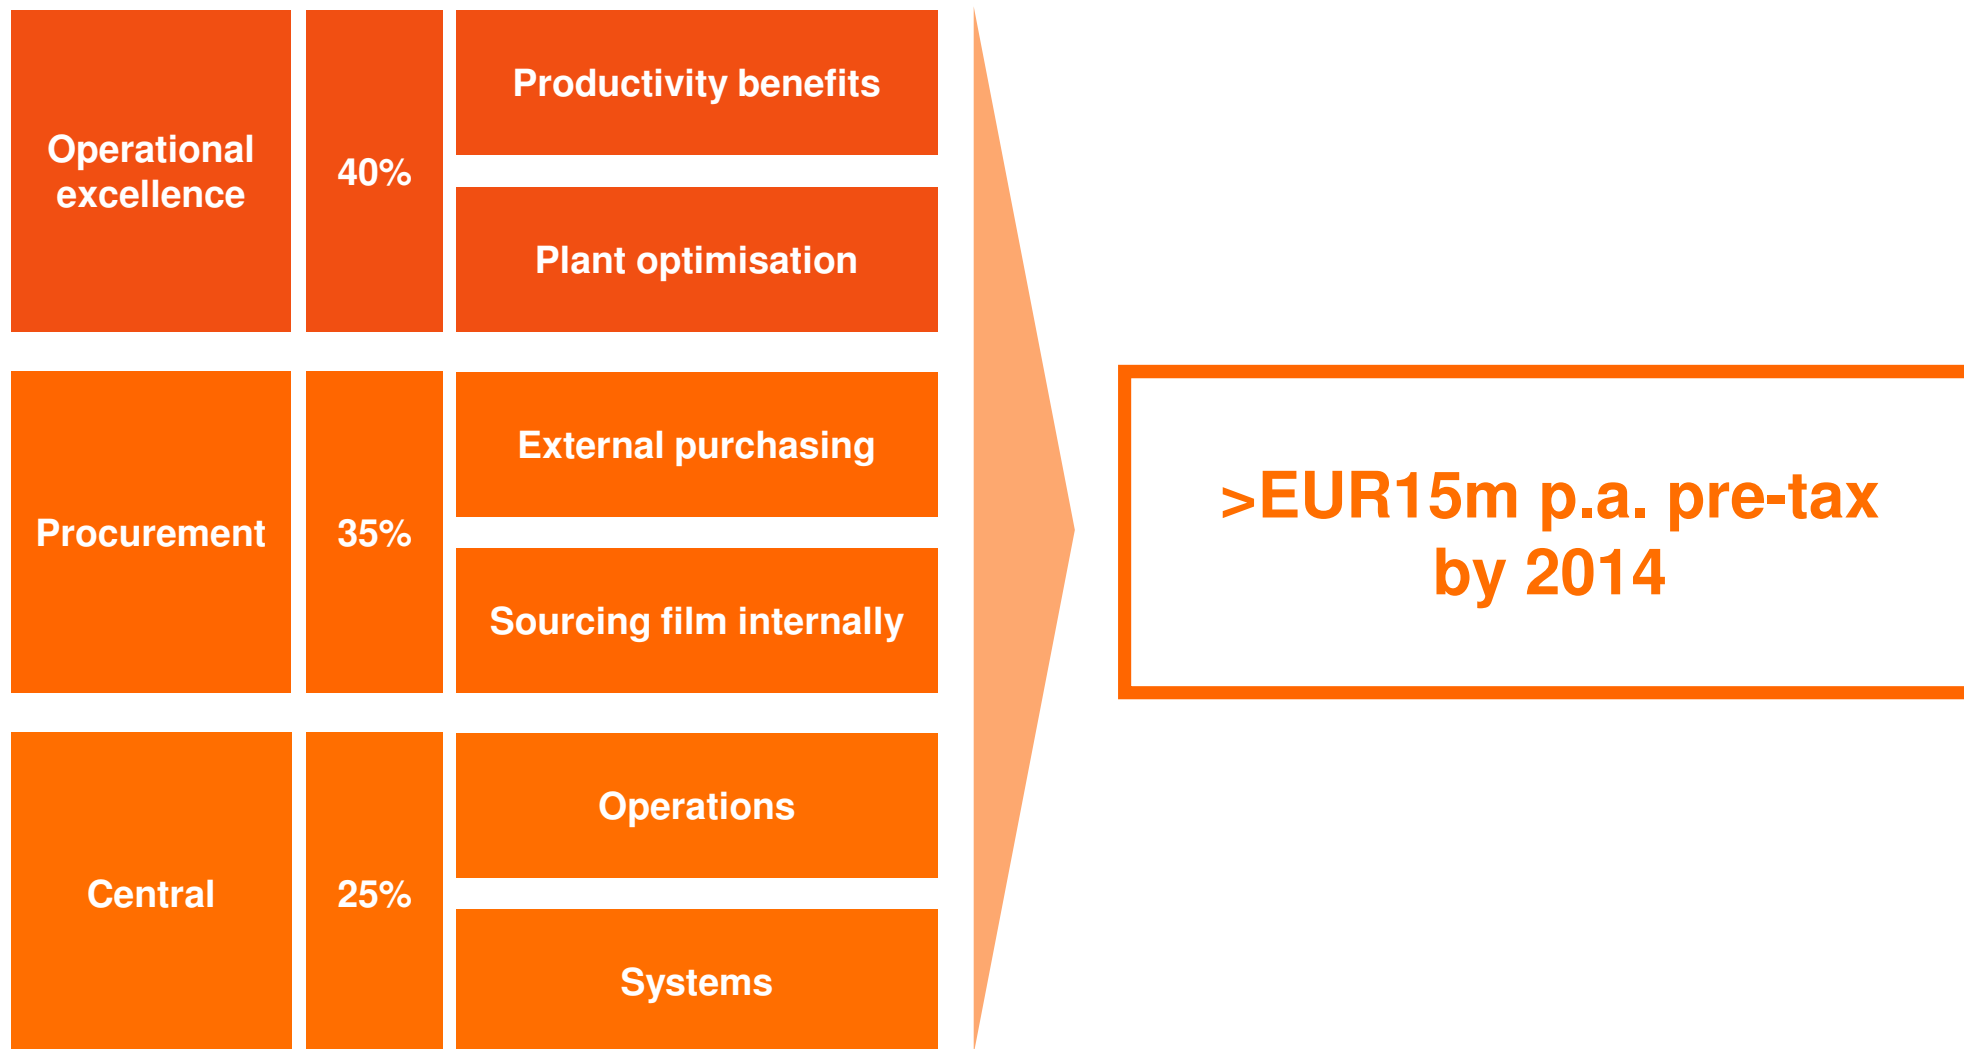 Operational
excellence
40%
Productivity benefits
Plant optimisation
Procurement
35%
External purchasing
Sourcing film internally
Central
25%
Operations
Systems
>EUR15m p.a. pre-tax
by 2014